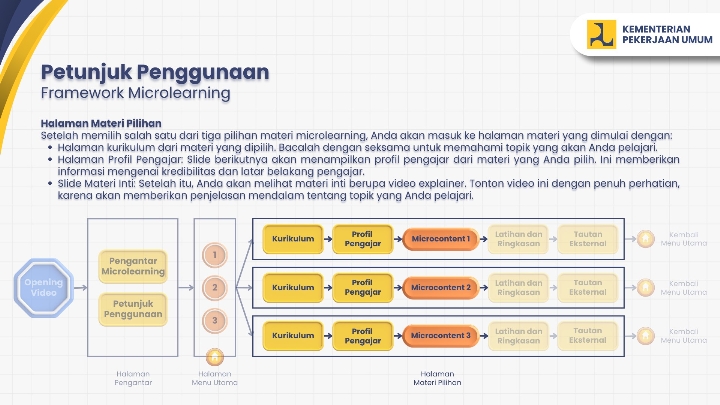 KEMENTERIAN
PEKERJAAN UMUM
Petunjuk Penggunaan
Framework Microlearning
Halaman Materi Pilihan
Setelah memilih salah satu dari tiga pilihan materi microlearning, Anda akan masuk ke halaman materi yang dimulai dengan:
• Halaman kurikulum dari materi yang dipilih. Bacalah dengan seksama untuk memahami topik yang akan Anda pelajari.
• Halaman Profil Pengajar: Slide berikutnya akan menampilkan profil pengajar dari materi yang Anda pilih. Ini memberikan
informasi mengenai kredibilitas dan latar belakang pengajar.
• Slide Materi Inti: Setelah itu, Anda akan melihat materi inti berupa video explainer. Tonton video ini dengan penuh perhatian,
karena akan memberikan penjelasan mendalam tentang topik yang Anda pelajari.
Opening
Video
Pengantar
Microlearning
Petunjuk
Penggunaan
1
2
3
Kurikulum
Profil
Pengajar
Microcontent 1
Latihan dan
Ringkasan
Tautan
Eksternal
Kembali
Menu Utama
Kurikulum
Profil
Pengajar
Microcontent 2
Latihan dan
Ringkasan
Tautan
Eksternal
Kembali
Menu Utama
Kurikulum
Profil
Pengajar
Microcontent 3
Latihan dan
Ringkasan
Tautan
Eksternal
Kembali
Menu Utama
Halaman
Pengantar
Halaman
Menu Utama
Halaman
Materi Pilihan